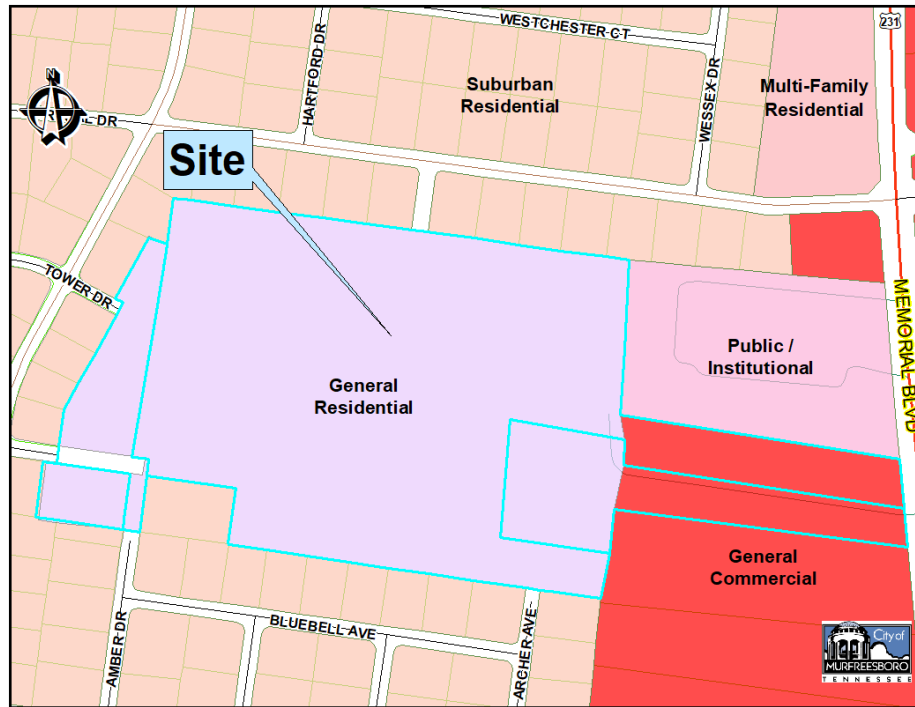 WESTCHESTER CT
231
HARTFORD DR
WESSEX DR
Suburban
Residential
Multi-Family
Residential
N
DR
Site
TOWER DR
MEMORIAL BLVD
Public /
Institutional
General
Residential
General
Commercial
BLUEBELL AVE
AMBER DR
ARCHER AVE
City of
MURFREESBORO
TENNESSEE